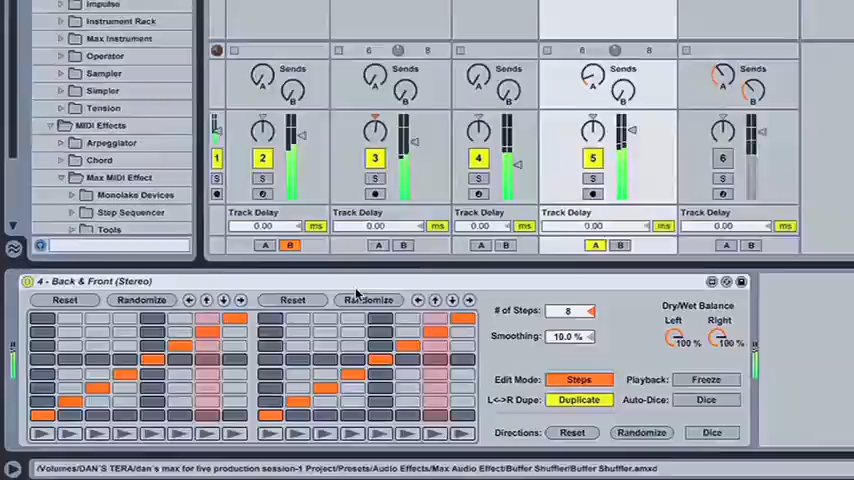 Impulse
Instrument Rack
Max Instrument
Operator
Sampler
Simpler
Tension
MIDI Effects
Arpeggiator
Chord
Max MIDI Effect
Monolake Devices
Step Sequencer
Tools
6 8 6 8
Sends Sends Sends Sends Sends
A B A B A B A B A B
1 2 3 4 5 6
S S S S S S
Track Delay Track Delay Track Delay Track Delay Track Delay
0.00 ms 0.00 ms 0.00 ms 0.00 ms 0.00 ms
A B A B A B A B A B
4 - Back & Front (Stereo)
Reset Randomize Reset Randomize
# of Steps: 8
Smoothing: 10.0 %
Dry/Wet Balance
Left Right
100 % 100 %
Edit Mode: Steps Playback: Freeze
L<->R Dupe: Duplicate Auto-Dice: Dice
Directions: Reset Randomize Dice
/Volumes/DAN`S TERA/dan`s max for live production session-1 Project/Presets/Audio Effects/Max Audio Effect/Buffer Shuffler/Buffer Shuffler.amxd